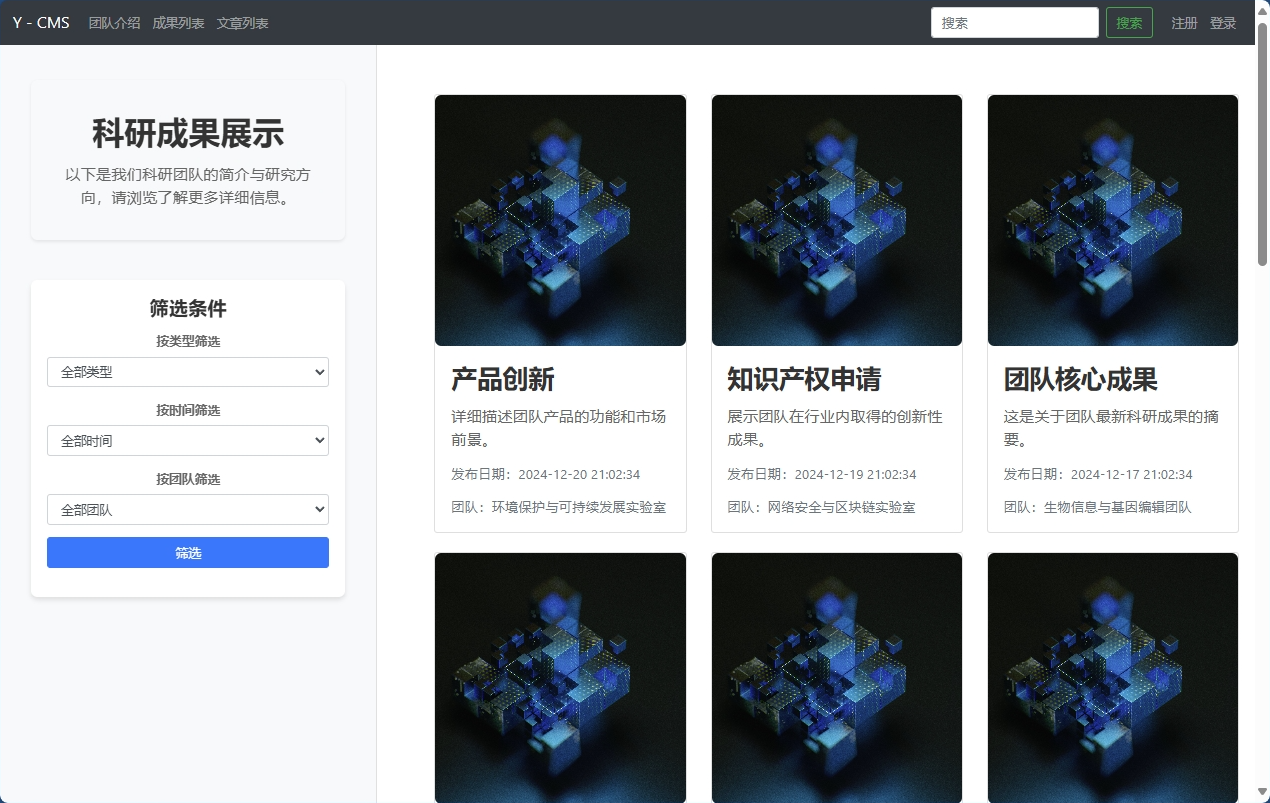 Y - CMS 团队介绍 成果列表 文章列表 搜索 搜索 注册 登录
科研成果展示
以下是我们科研团队的简介与研究方
向，请浏览了解更多详细信息。
筛选条件
按类型筛选
全部类型
按时间筛选
全部时间
按团队筛选
全部团队
筛选
产品创新
详细描述团队产品的功能和市场
前景。
发布日期：2024-12-20 21:02:34
团队：环境保护与可持续发展实验室
知识产权申请
展示团队在行业内取得的创新性
成果。
发布日期：2024-12-19 21:02:34
团队：网络安全与区块链实验室
团队核心成果
这是关于团队最新科研成果的摘
要。
发布日期：2024-12-17 21:02:34
团队：生物信息与基因编辑团队